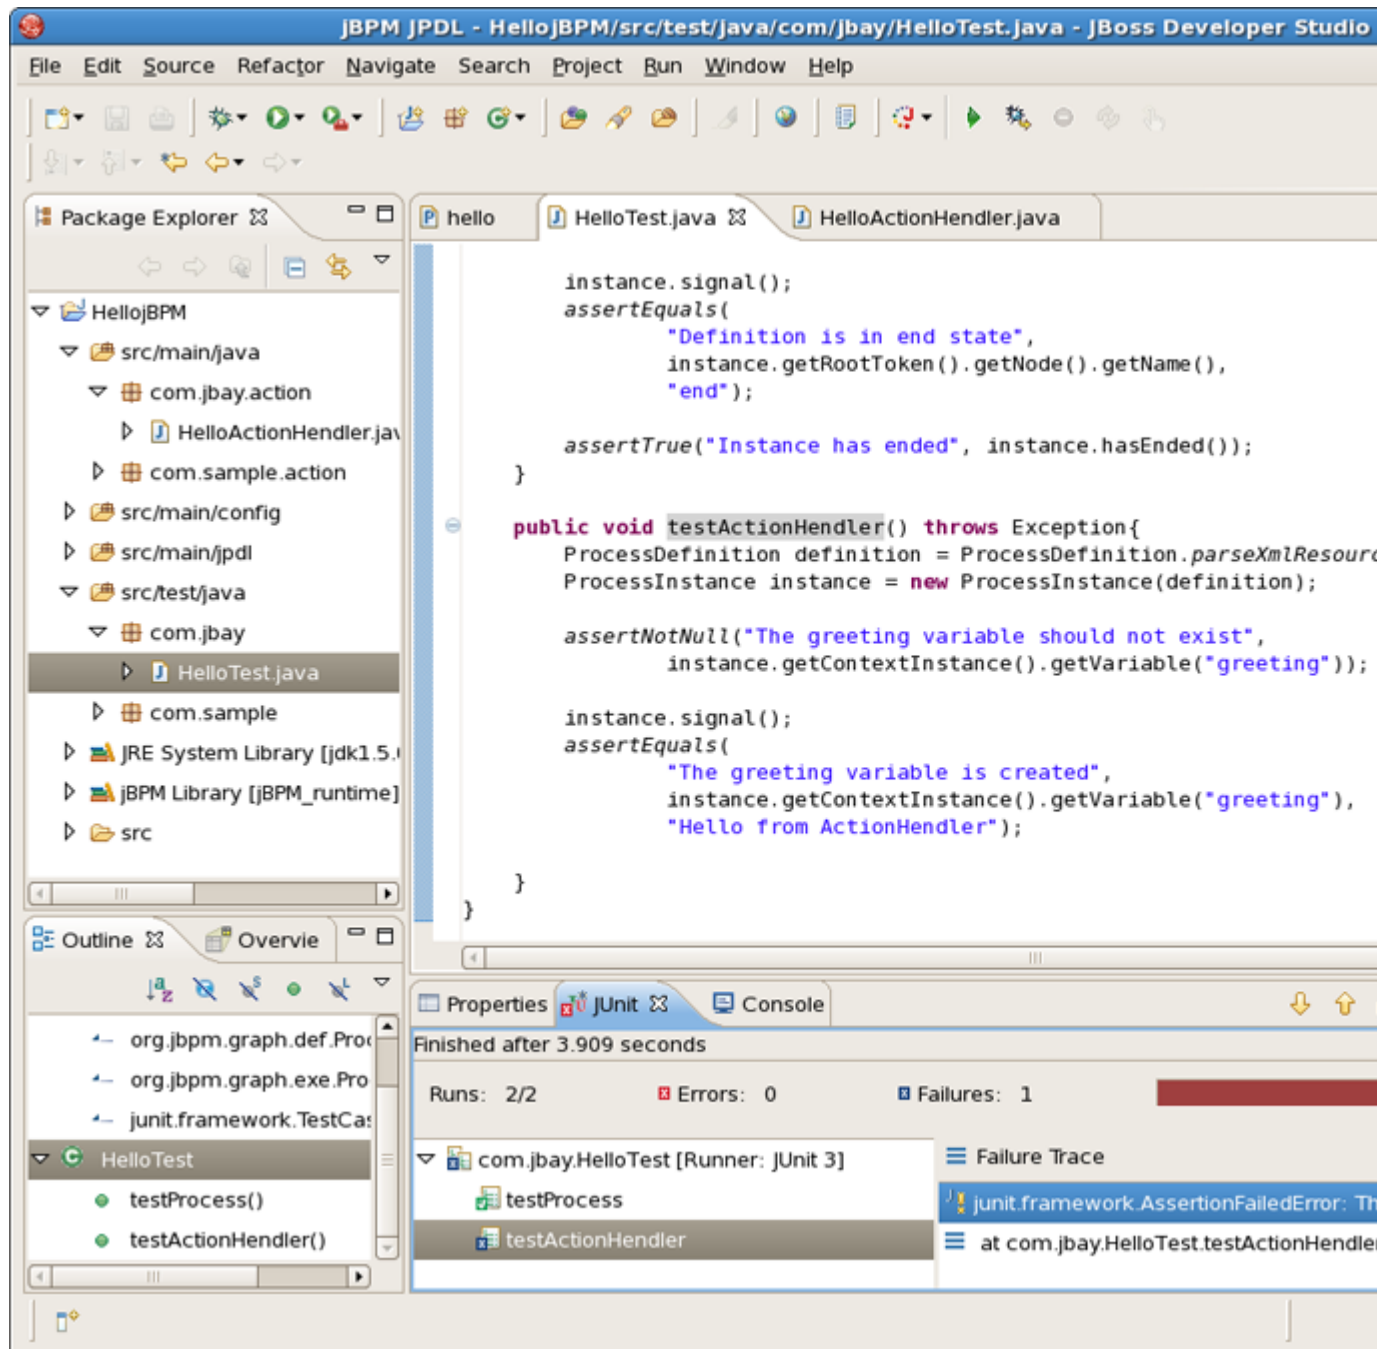 jBPM JPDL - HellojBPM/src/test/java/com/jbay/HelloTest.java - JBoss Developer Studio
File Edit Source Refactor Navigate Search Project Run Window Help
Package Explorer
HellojBPM
src/main/java
com.jbay.action
HelloActionHendler.jav
com.sample.action
src/main/config
src/main/jpdl
src/test/java
com.jbay
HelloTest.java
com.sample
JRE System Library [jdk1.5.
jBPM Library [jBPM_runtime]
src
hello HelloTest.java HelloActionHendler.java
instance.signal();
assertEquals(
"Definition is in end state",
instance.getRootToken().getNode().getName(),
"end");
assertTrue("Instance has ended", instance.hasEnded());
}
public void testActionHendler() throws Exception{
ProcessDefinition definition = ProcessDefinition.parseXmlResourc
ProcessInstance instance = new ProcessInstance(definition);
assertNotNull("The greeting variable should not exist",
instance.getContextInstance().getVariable("greeting"));
instance.signal();
assertEquals(
"The greeting variable is created",
instance.getContextInstance().getVariable("greeting"),
"Hello from ActionHendler");
}
}
Outline Overvie
org.jbpm.graph.def.Pro
org.jbpm.graph.exe.Pro
junit.framework.TestCas
HelloTest
testProcess()
testActionHendler()
Properties JUnit Console
Finished after 3.909 seconds
Runs: 2/2 Errors: 0 Failures: 1
com.jbay.HelloTest [Runner: JUnit 3]
testProcess
testActionHendler
Failure Trace
junit.framework.AssertionFailedError: Th
at com.jbay.HelloTest.testActionHendler